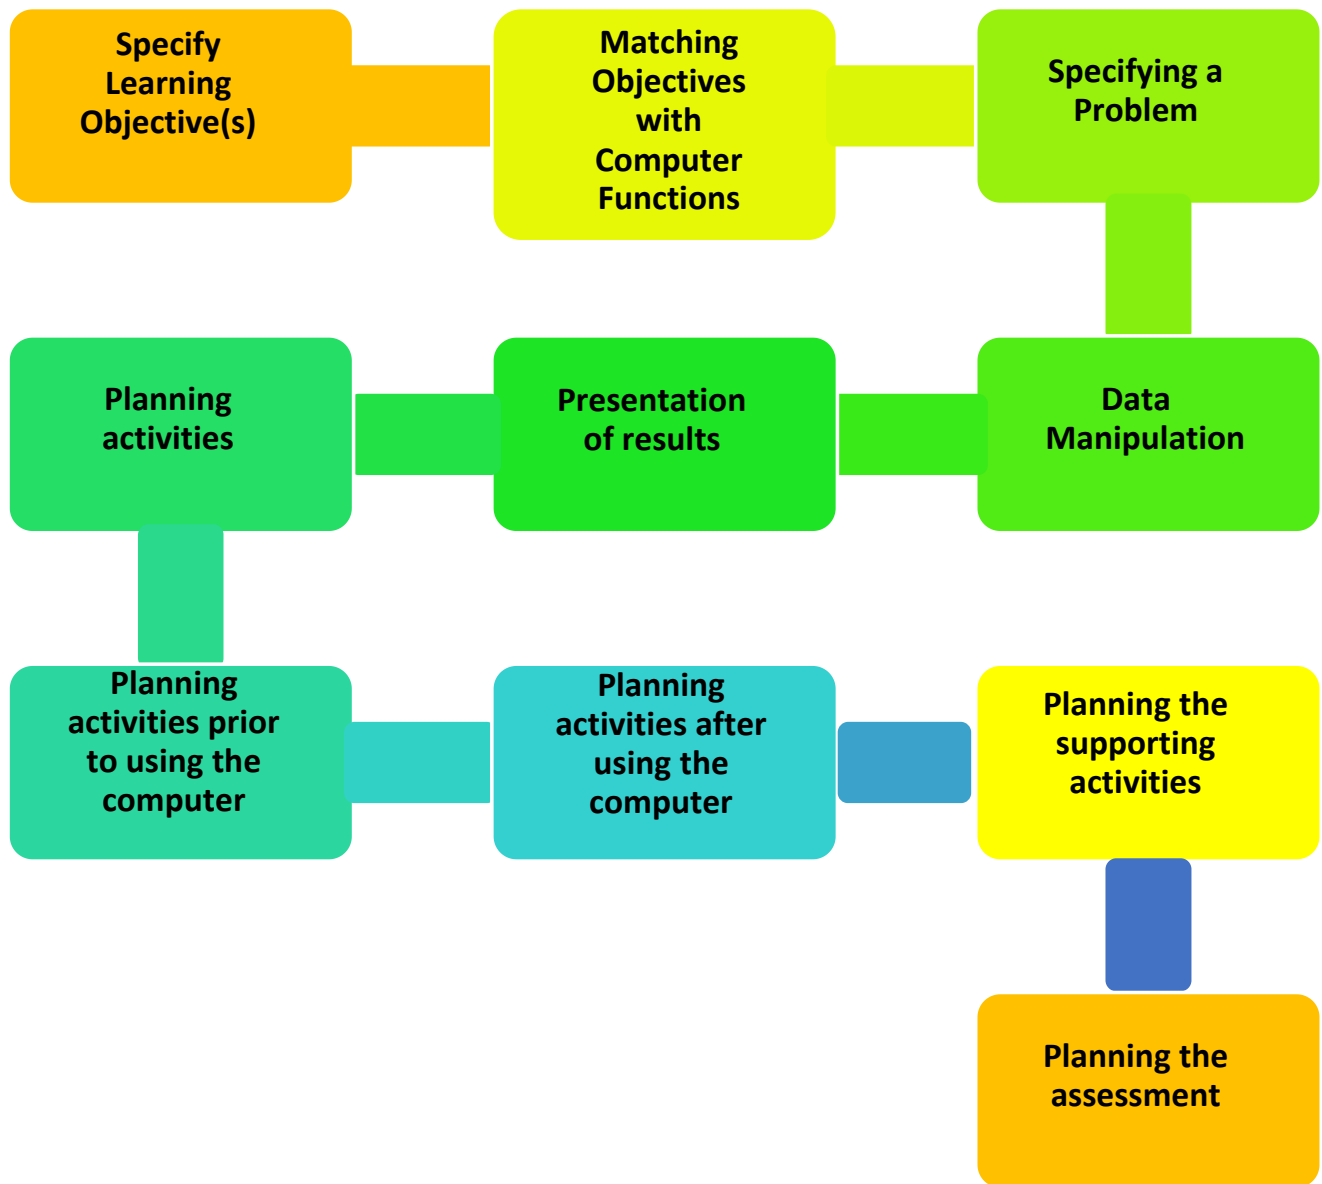 Specify
Learning
Objective(s)
Matching
Objectives
with
Computer
Functions
Specifying a
Problem
Data
Manipulation
Presentation
of results
Planning
activities
Planning
activities prior
to using the
computer
Planning
activities after
using the
computer
Planning the
supporting
activities
Planning the
assessment